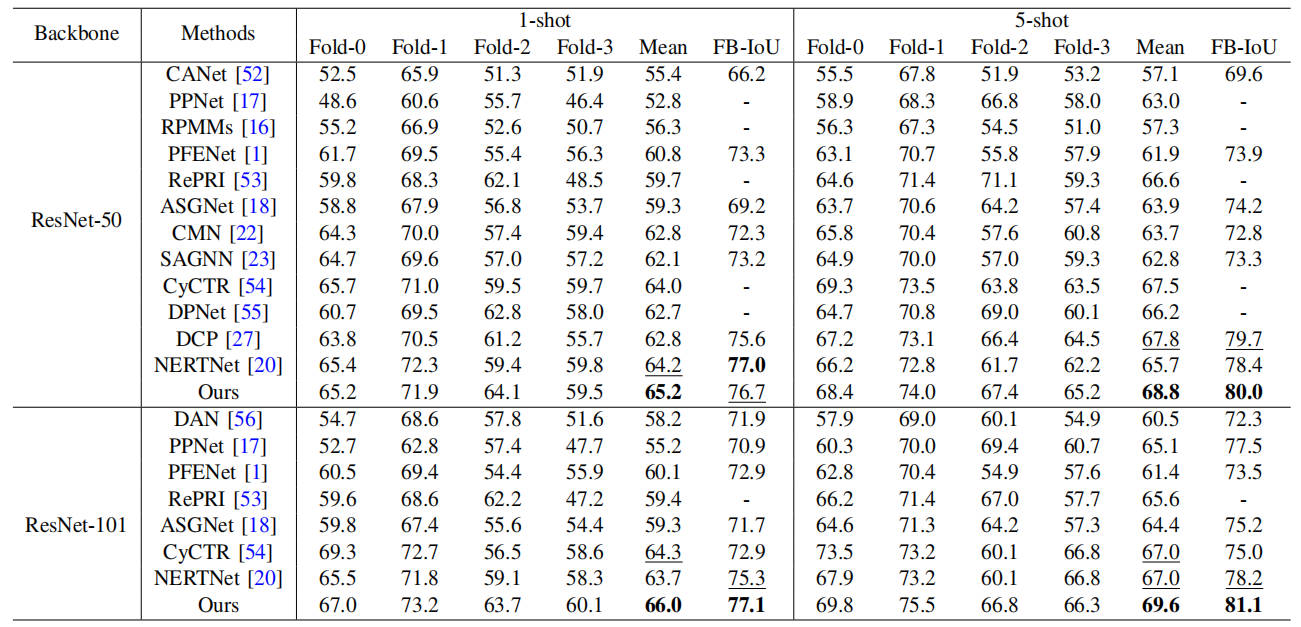 Backbone Methods 1-shot 5-shot
Fold-0 Fold-1 Fold-2 Fold-3 Mean FB-IoU Fold-0 Fold-1 Fold-2 Fold-3 Mean FB-IoU
ResNet-50
CANet [52] 52.5 65.9 51.3 51.9 55.4 66.2 55.5 67.8 51.9 53.2 57.1 69.6
PPNet [17] 48.6 60.6 55.7 46.4 52.8 - 58.9 68.3 66.8 58.0 63.0 -
RPMMs [16] 55.2 66.9 52.6 50.7 56.3 - 56.3 67.3 54.5 51.0 57.3 -
PFENet [1] 61.7 69.5 55.4 56.3 60.8 73.3 63.1 70.7 55.8 57.9 61.9 73.9
RePRI [53] 59.8 68.3 62.1 48.5 59.7 - 64.6 71.4 71.1 59.3 66.6 -
ASGNet [18] 58.8 67.9 56.8 53.7 59.3 69.2 63.7 70.6 64.2 57.4 63.9 74.2
CMN [22] 64.3 70.0 57.4 59.4 62.8 72.3 65.8 70.4 57.6 60.8 63.7 72.8
SAGNN [23] 64.7 69.6 57.0 57.2 62.1 73.2 64.9 70.0 57.0 59.3 62.8 73.3
CyCTR [54] 65.7 71.0 59.5 59.7 64.0 - 69.3 73.5 63.8 63.5 67.5 -
DPNet [55] 60.7 69.5 62.8 58.0 62.7 - 64.7 70.8 69.0 60.1 66.2 -
DCP [27] 63.8 70.5 61.2 55.7 62.8 75.6 67.2 73.1 66.4 64.5 67.8 79.7
NERTNet [20] 65.4 72.3 59.4 59.8 64.2 77.0 66.2 72.8 61.7 62.2 65.7 78.4
Ours 65.2 71.9 64.1 59.5 65.2 76.7 68.4 74.0 67.4 65.2 68.8 80.0
ResNet-101
DAN [56] 54.7 68.6 57.8 51.6 58.2 71.9 57.9 69.0 60.1 54.9 60.5 72.3
PPNet [17] 52.7 62.8 57.4 47.7 55.2 70.9 60.3 70.0 69.4 60.7 65.1 77.5
PFENet [1] 60.5 69.4 54.4 55.9 60.1 72.9 62.8 70.4 54.9 57.6 61.4 73.5
RePRI [53] 59.6 68.6 62.2 47.2 59.4 - 66.2 71.4 67.0 57.7 65.6 -
ASGNet [18] 59.8 67.4 55.6 54.4 59.3 71.7 64.6 71.3 64.2 57.3 64.4 75.2
CyCTR [54] 69.3 72.7 56.5 58.6 64.3 72.9 73.5 73.2 60.1 66.8 67.0 75.0
NERTNet [20] 65.5 71.8 59.1 58.3 63.7 75.3 67.9 73.2 60.1 66.8 67.0 78.2
Ours 67.0 73.2 63.7 60.1 66.0 77.1 69.8 75.5 66.8 66.3 69.6 81.1